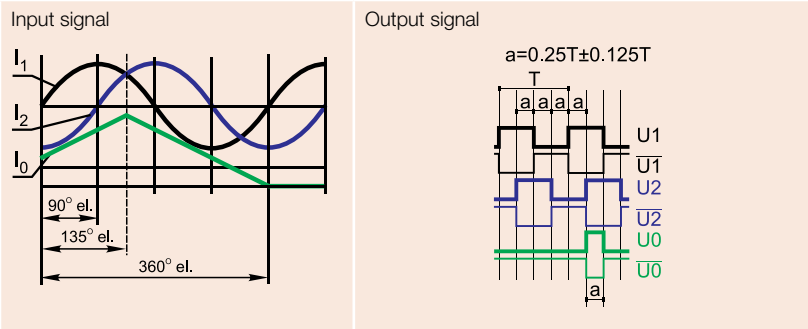 Input signal
I1
I2
I0
90° el.
135° el.
360° el.
Output signal
a=0.25T±0.125T
T
a a a a
U1
U1
U2
U2
U0
U0
a